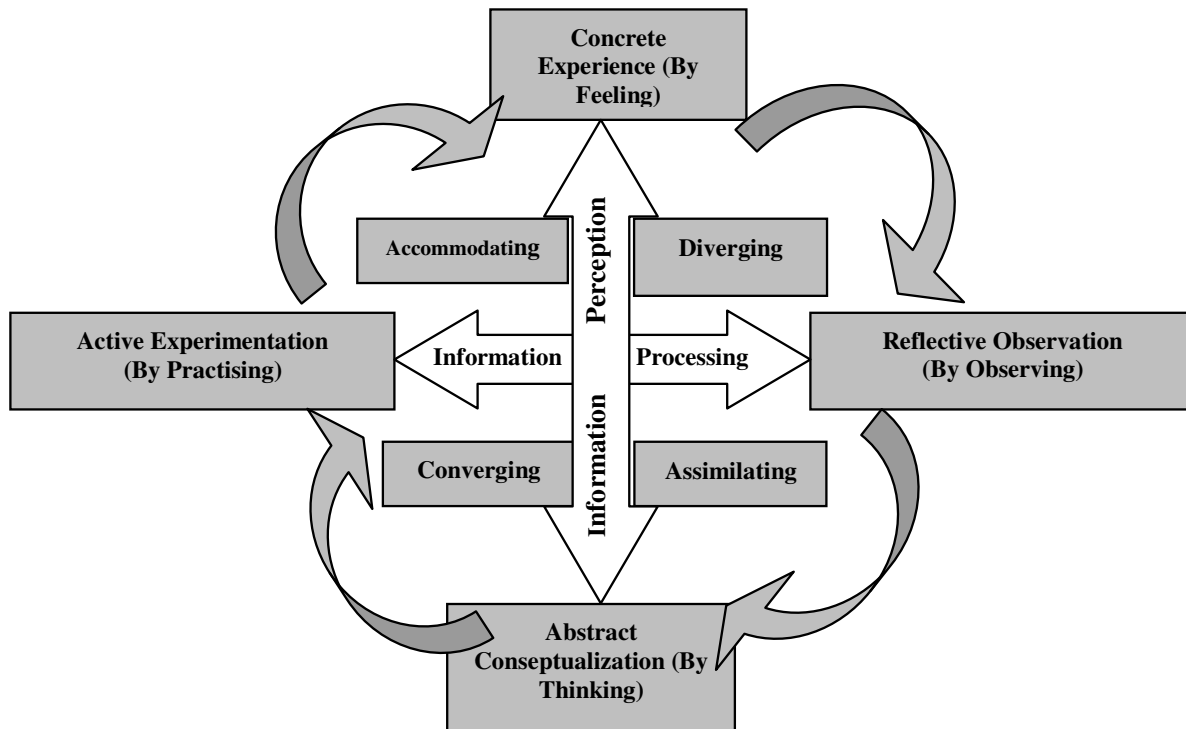 Concrete
Experience (By
Feeling)
Accommodating
Diverging
Perception
Active Experimentation
(By Practising)
Information
Processing
Reflective Observation
(By Observing)
Converging
Information
Assimilating
Abstract
Conseptualization (By
Thinking)